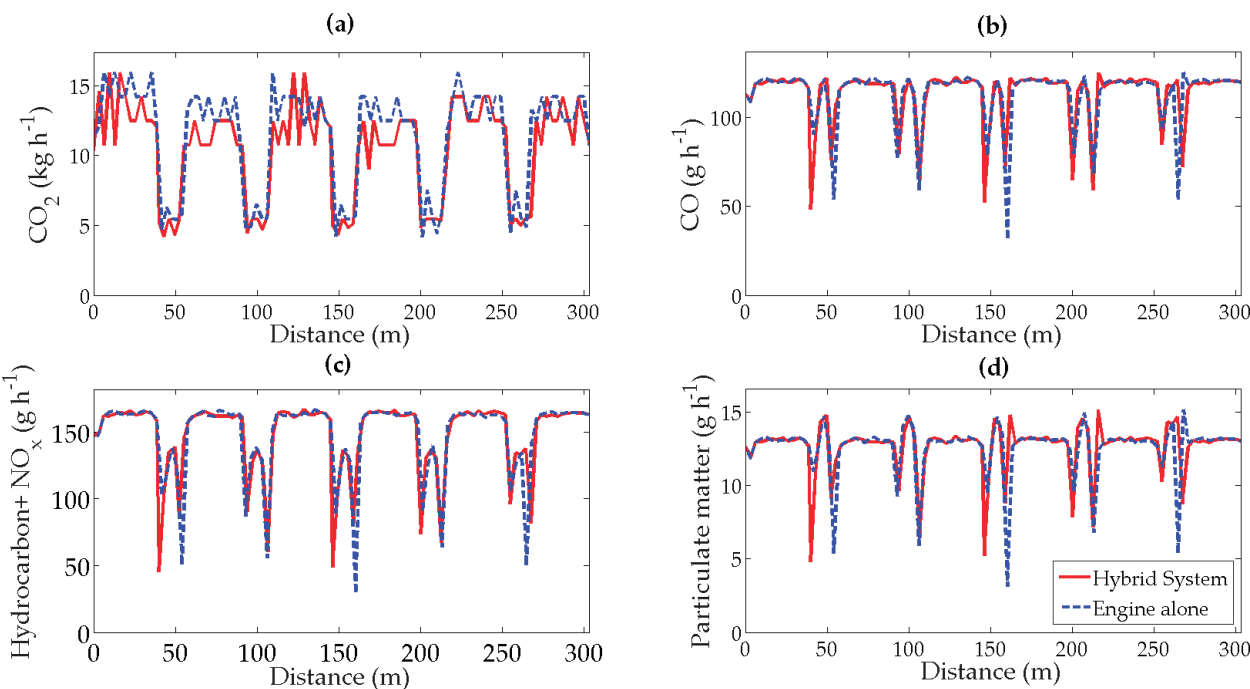 (a)
CO2 (kg h-1)
15
10
5
0
0 50 100 150 200 250 300
Distance (m)
(b)
CO (g h-1)
100
50
0
0 50 100 150 200 250 300
Distance (m)
(c)
Hydrocarbon+ NOx (g h-1)
150
100
50
0
0 50 100 150 200 250 300
Distance (m)
(d)
Particulate matter (g h-1)
15
10
5
0
Hybrid System
Engine alone
0 50 100 150 200 250 300
Distance (m)